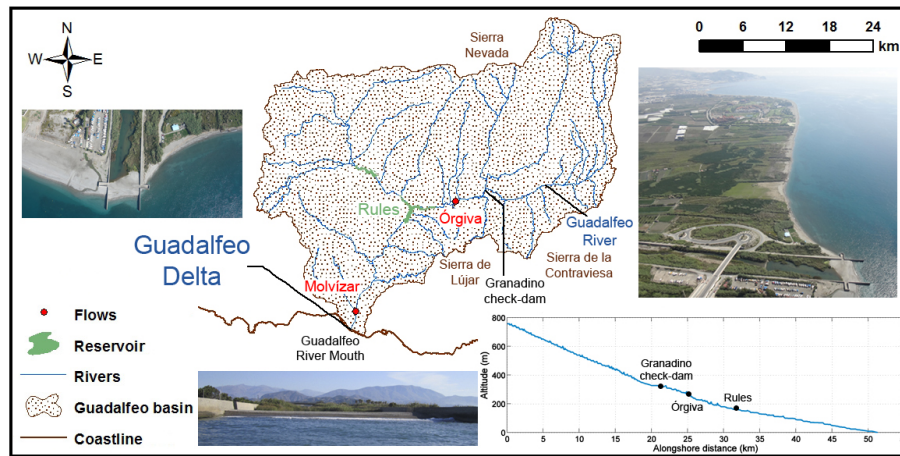 N
W E
S
0 6 12 18 24
km
Sierra
Nevada
Rules
Órgiva
Guadalfeo
River
Sierra de la
Contraviesa
Sierra de
Lújar
Granadino
check-dam
Guadalfeo
Delta
Molvízar
Guadalfeo
River Mouth
Flows
Reservoir
Rivers
Guadalfeo basin
Coastline
800
600
400
200
0
Altitude (m)
Granadino
check-dam
Órgiva
Rules
0 5 10 15 20 25 30 35 40 45 50
Alongshore distance (km)